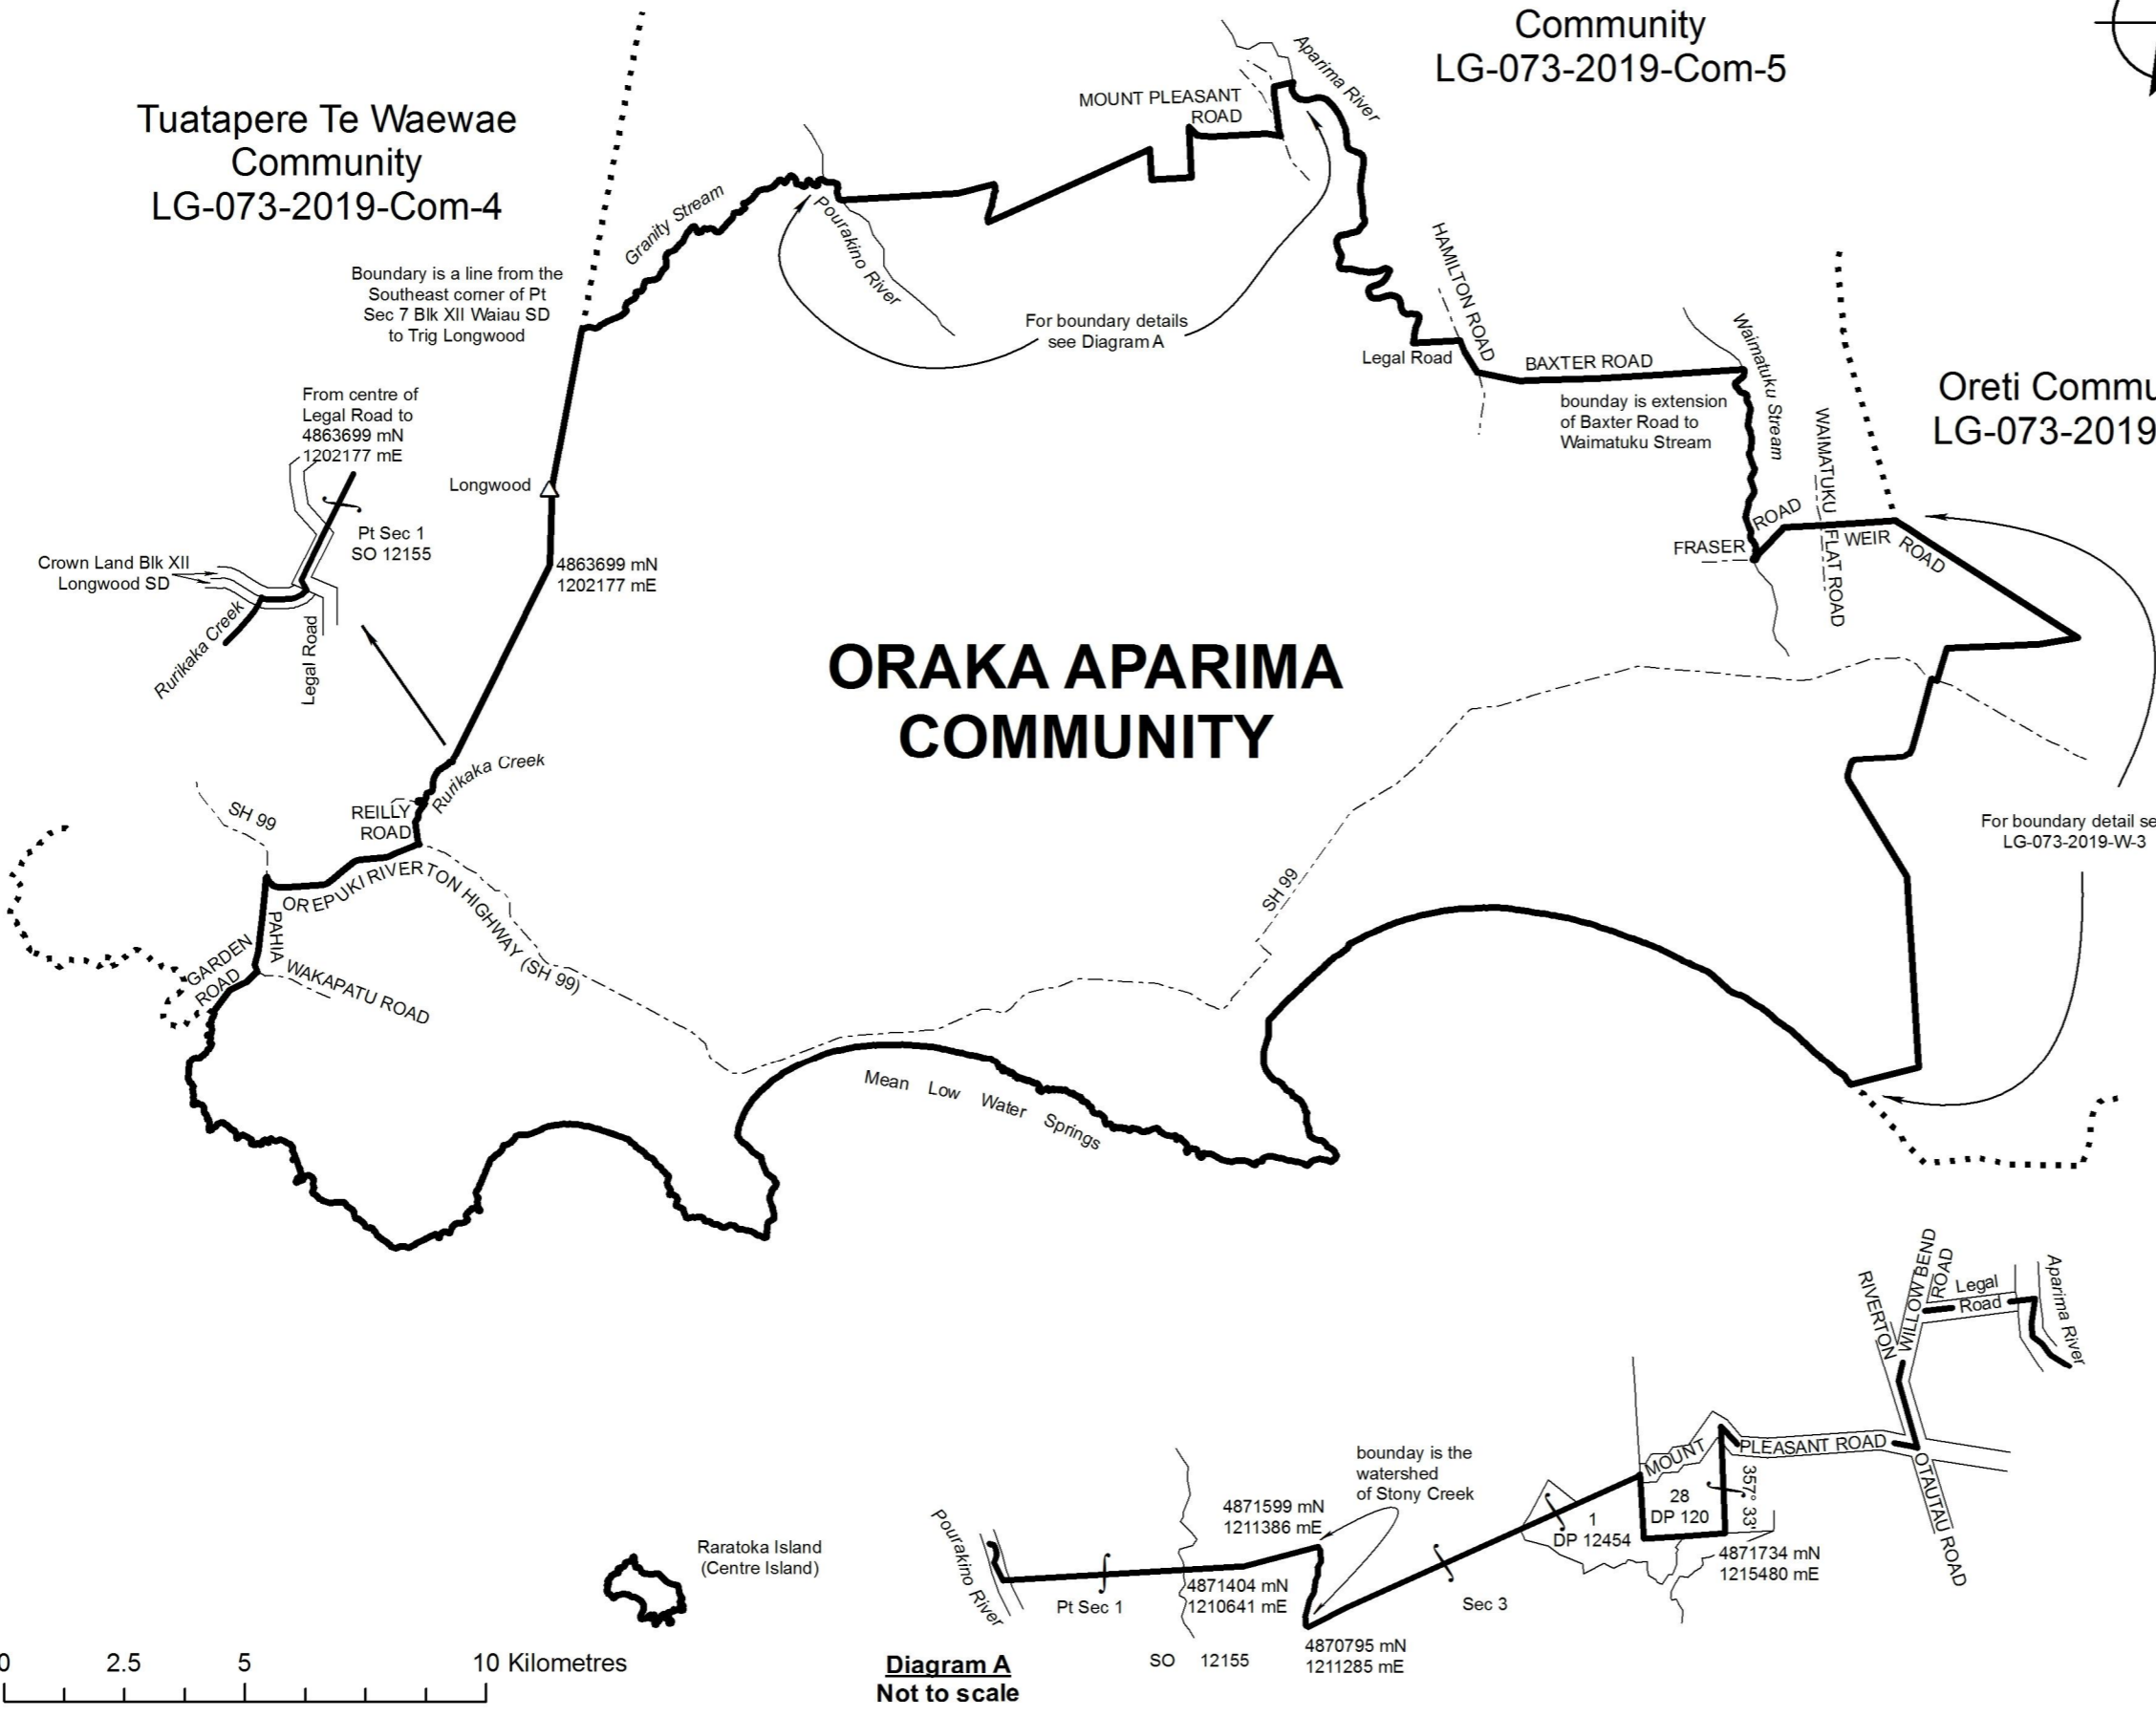 Community
LG-073-2019-Com-5
Tuatapere Te Waewae
Community
LG-073-2019-Com-4
MOUNT PLEASANT
ROAD
Aparima River
Granity Stream
Pourakino River
Boundary is a line from the
Southeast corner of Pt
Sec 7 Blk XII Waiau SD
to Trig Longwood
For boundary details
see Diagram A
HAMILTON ROAD
Legal Road
BAXTER ROAD
bounday is extension
of Baxter Road to
Waimatuku Stream
Waimatuku Stream
WAIMATUKU FLAT ROAD
Oreti Commu
LG-073-2019
From centre of
Legal Road to
4863699 mN
1202177 mE
Pt Sec 1
SO 12155
Crown Land Blk XII
Longwood SD
Rurikaka Creek
Legal Road
Longwood
4863699 mN
1202177 mE
FRASER ROAD
WEIR ROAD
ORAKA APARIMA
COMMUNITY
Rurikaka Creek
REILLY
ROAD
SH 99
OREPUKI RIVERTON HIGHWAY (SH 99)
PAHIA
GARDEN
ROAD
WAKAPATU ROAD
SH 99
For boundary detail se
LG-073-2019-W-3
Mean Low Water Springs
Raratoka Island
(Centre Island)
0 2.5 5 10 Kilometres
RIVERTON
WILLOW BEND
ROAD
Legal
Road
Aparima River
bounday is the
watershed
of Stony Creek
MOUNT
PLEASANT ROAD
OTAUTAU ROAD
28
DP 120
357° 33'
1
DP 12454
4871599 mN
1211386 mE
4871734 mN
1215480 mE
Pourakino River
Pt Sec 1
4871404 mN
1210641 mE
Sec 3
SO 12155
4870795 mN
1211285 mE
Diagram A
Not to scale